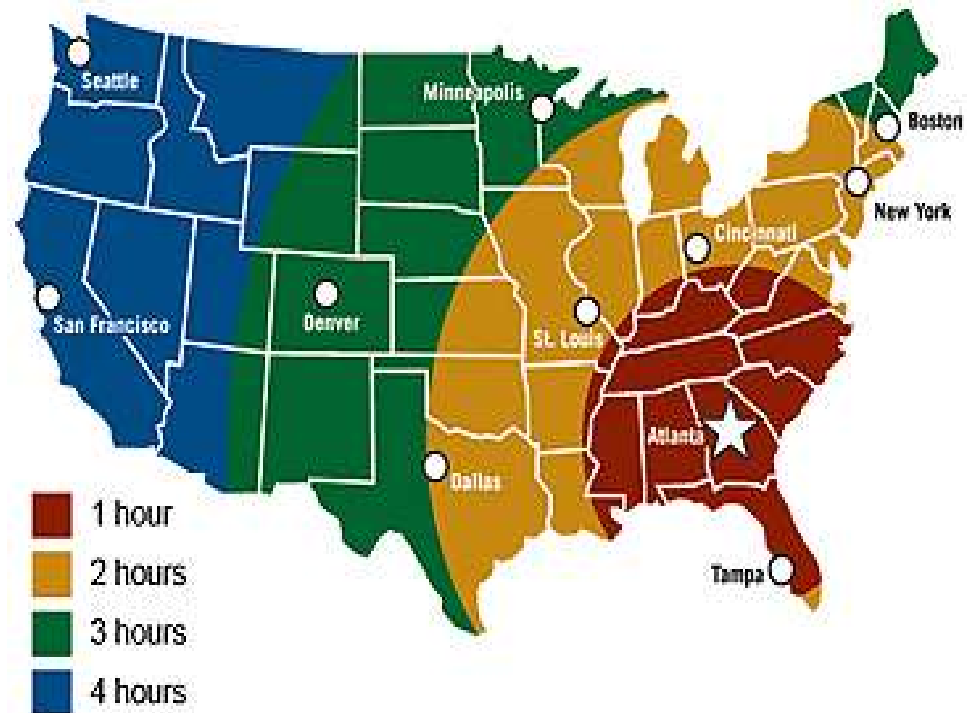 Seattle
Minneapolis
Boston
New York
Cincinnati
San Francisco
Denver
St. Louis
Atlanta
Dallas
Tampa
1 hour
2 hours
3 hours
4 hours